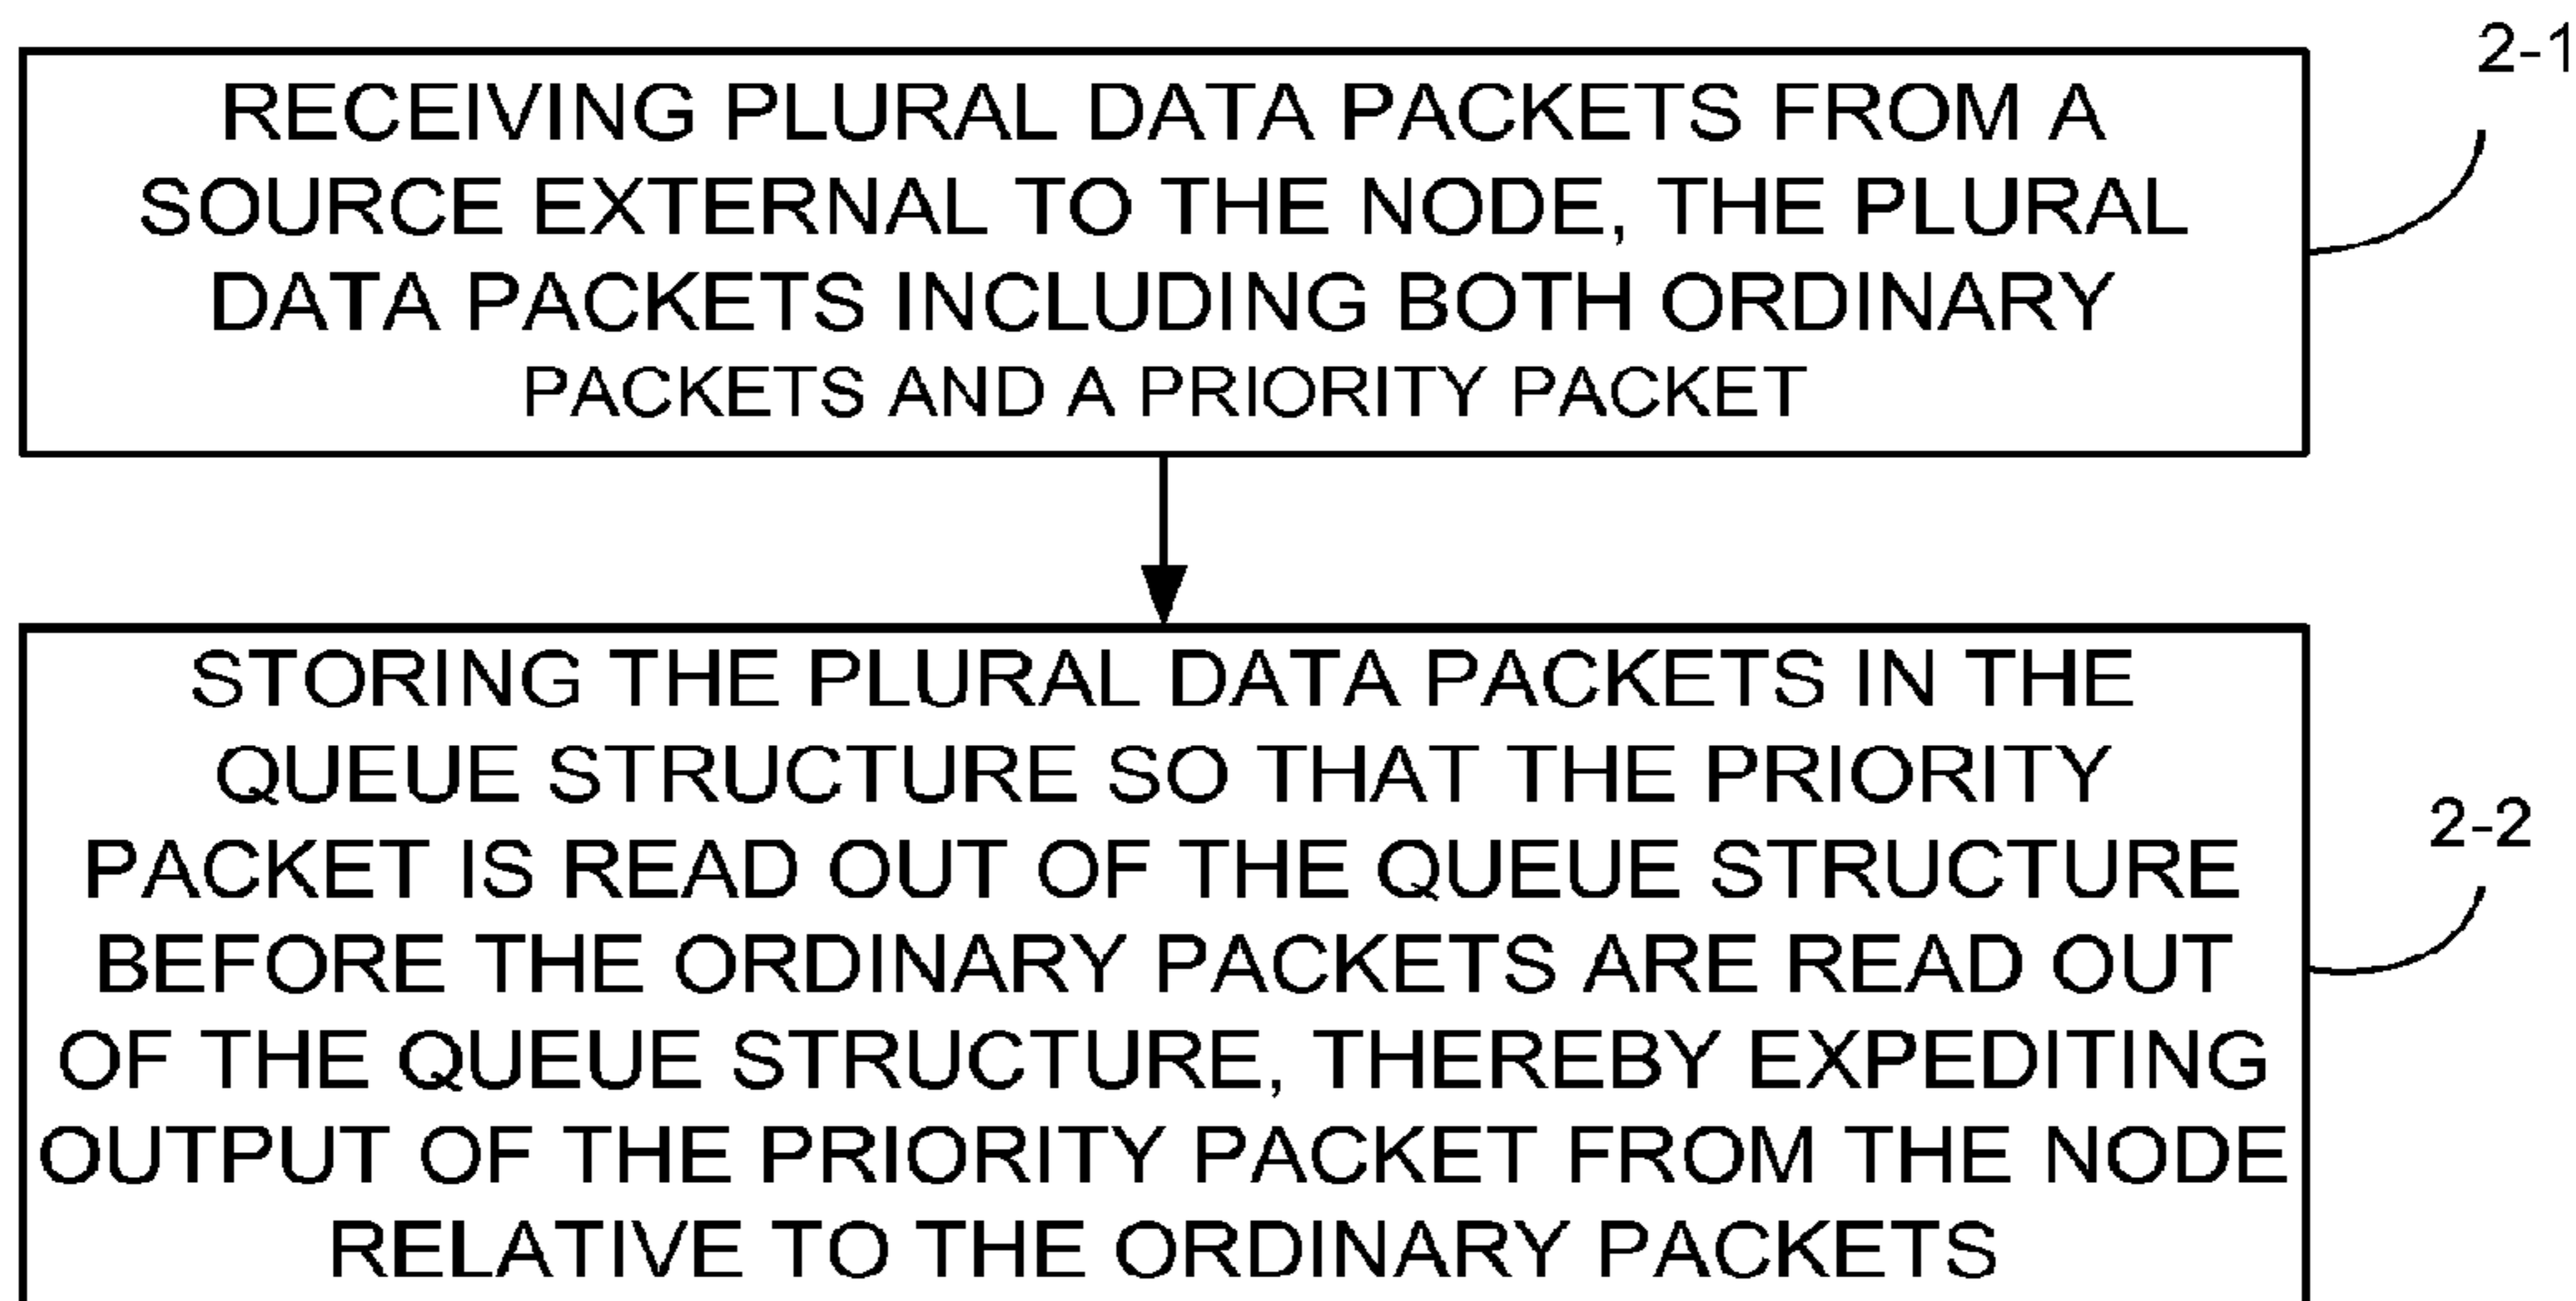 2-1
RECEIVING PLURAL DATA PACKETS FROM A
SOURCE EXTERNAL TO THE NODE, THE PLURAL
DATA PACKETS INCLUDING BOTH ORDINARY
PACKETS AND A PRIORITY PACKET
STORING THE PLURAL DATA PACKETS IN THE
QUEUE STRUCTURE SO THAT THE PRIORITY
PACKET IS READ OUT OF THE QUEUE STRUCTURE
2-2
BEFORE THE ORDINARY PACKETS ARE READ OUT
OF THE QUEUE STRUCTURE, THEREBY EXPEDITING
OUTPUT OF THE PRIORITY PACKET FROM THE NODE
RELATIVE TO THE ORDINARY PACKETS